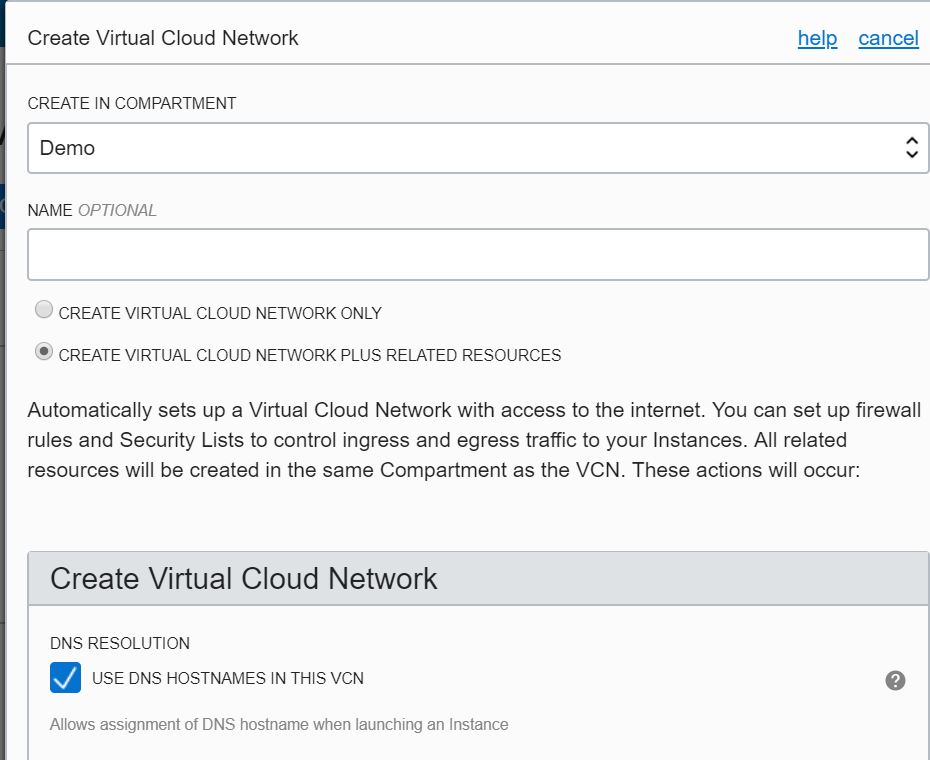 Create Virtual Cloud Network
help cancel
CREATE IN COMPARTMENT
Demo
NAME OPTIONAL
CREATE VIRTUAL CLOUD NETWORK ONLY
CREATE VIRTUAL CLOUD NETWORK PLUS RELATED RESOURCES
Automatically sets up a Virtual Cloud Network with access to the internet. You can set up firewall
rules and Security Lists to control ingress and egress traffic to your Instances. All related
resources will be created in the same Compartment as the VCN. These actions will occur:
Create Virtual Cloud Network
DNS RESOLUTION
USE DNS HOSTNAMES IN THIS VCN
?
Allows assignment of DNS hostname when launching an Instance